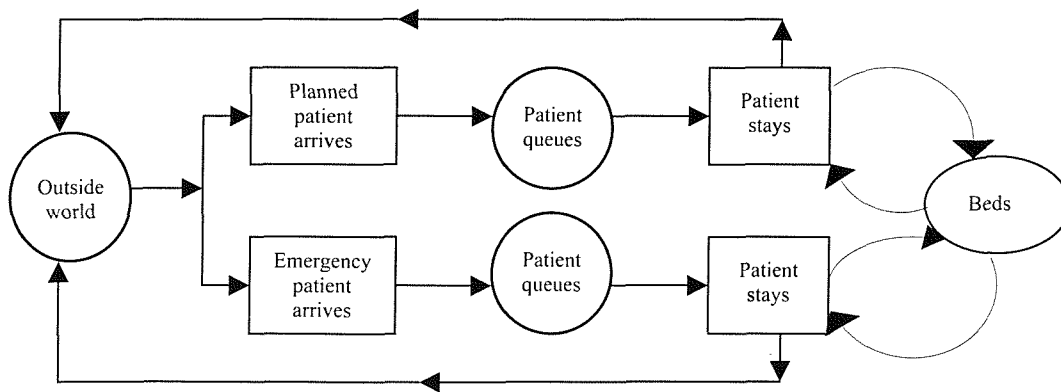 Planned
patient
arrives
Patient
queues
Patient
stays
Outside
world
Beds
Emergency
patient
arrives
Patient
queues
Patient
stays